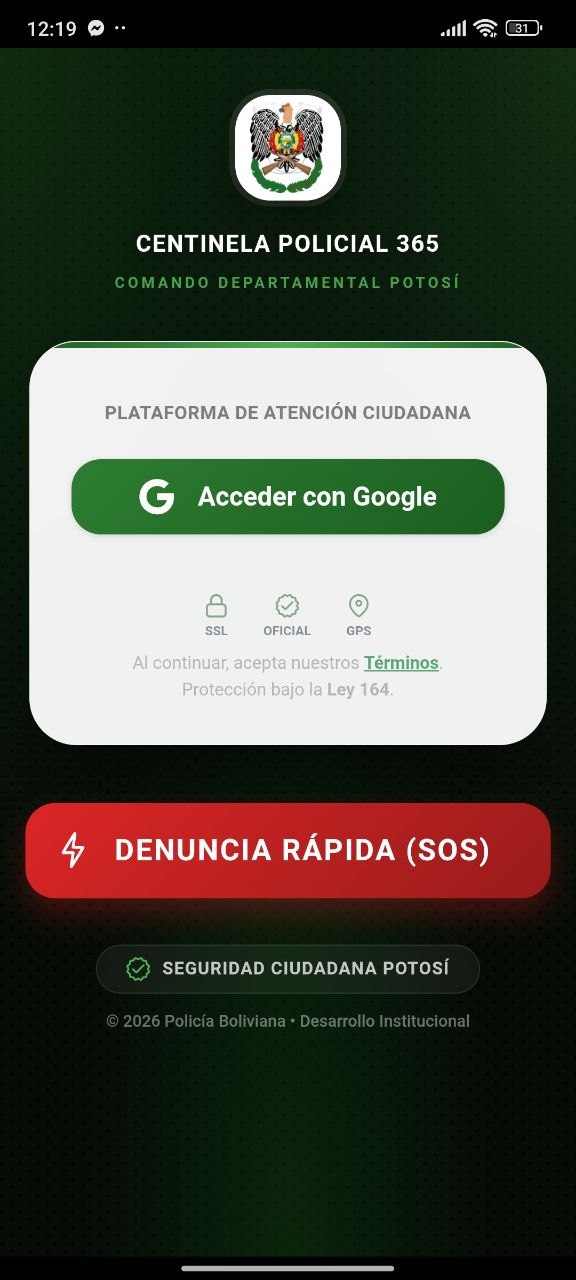 12:19
31
CENTINELA POLICIAL 365
COMANDO DEPARTAMENTAL POTOSÍ
PLATAFORMA DE ATENCIÓN CIUDADANA
G Acceder con Google
SSL OFICIAL GPS
Al continuar, acepta nuestros Términos.
Protección bajo la Ley 164.
DENUNCIA RÁPIDA (SOS)
SEGURIDAD CIUDADANA POTOSÍ
© 2026 Policía Boliviana • Desarrollo Institucional